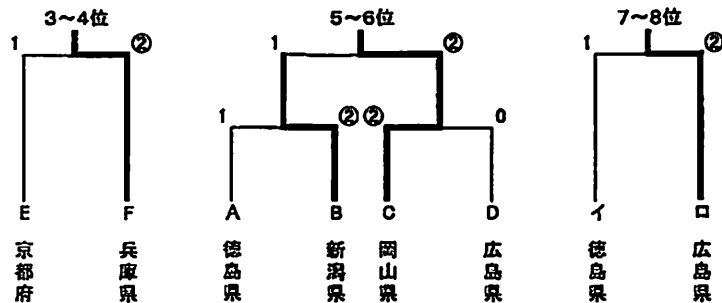 3～4位
5～6位
7～8位
1 ②
1 ②
1 ②
1 ② ② 0
E F A B C D イ ロ
京都府
兵庫県
徳島県
新潟県
岡山県
広島県
徳島県
広島県